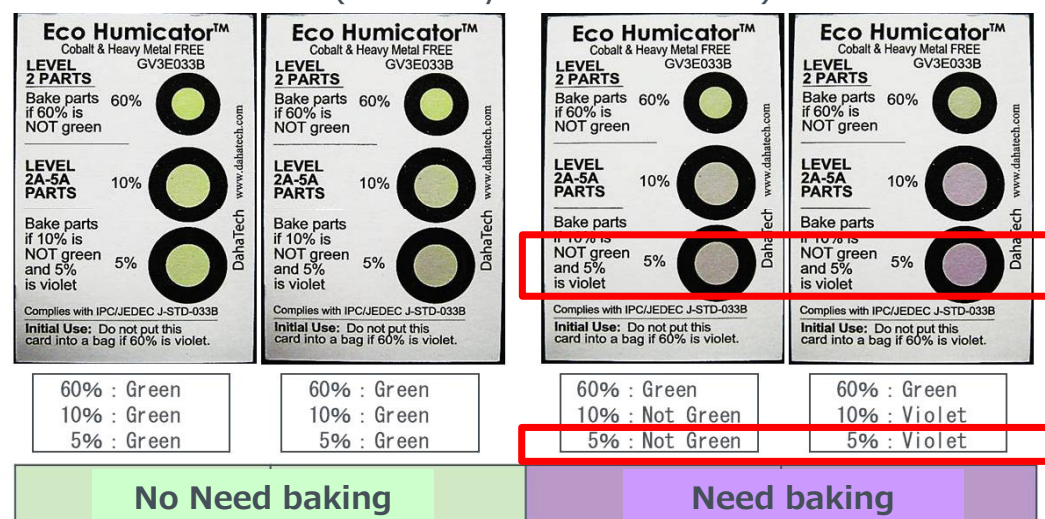 Eco Humicator™
Cobalt & Heavy Metal FREE
GV3E033B
LEVEL
2 PARTS
Bake parts
if 60% is
NOT green
60%
LEVEL
2A-5A
PARTS
10%
Bake parts
if 10% is
NOT green
and 5%
is violet
5%
DahaTech www.dahatech.com
Complies with IPC/JEDEC J-STD-033B
Initial Use: Do not put this
card into a bag if 60% is violet.
Eco Humicator™
Cobalt & Heavy Metal FREE
GV3E033B
LEVEL
2 PARTS
Bake parts
if 60% is
NOT green
60%
LEVEL
2A-5A
PARTS
10%
Bake parts
if 10% is
NOT green
and 5%
is violet
5%
DahaTech www.dahatech.com
Complies with IPC/JEDEC J-STD-033B
Initial Use: Do not put this
card into a bag if 60% is violet.
Eco Humicator™
Cobalt & Heavy Metal FREE
GV3E033B
LEVEL
2 PARTS
Bake parts
if 60% is
NOT green
60%
LEVEL
2A-5A
PARTS
10%
Bake parts
if 10% is
NOT green
and 5%
is violet
5%
DahaTech www.dahatech.com
Complies with IPC/JEDEC J-STD-033B
Initial Use: Do not put this
card into a bag if 60% is violet.
Eco Humicator™
Cobalt & Heavy Metal FREE
GV3E033B
LEVEL
2 PARTS
Bake parts
if 60% is
NOT green
60%
LEVEL
2A-5A
PARTS
10%
Bake parts
if 10% is
NOT green
and 5%
is violet
5%
DahaTech www.dahatech.com
Complies with IPC/JEDEC J-STD-033B
Initial Use: Do not put this
card into a bag if 60% is violet.
60% : Green
10% : Green
5% : Green
60% : Green
10% : Green
5% : Green
60% : Green
10% : Not Green
5% : Not Green
60% : Green
10% : Violet
5% : Violet
No Need baking
Need baking